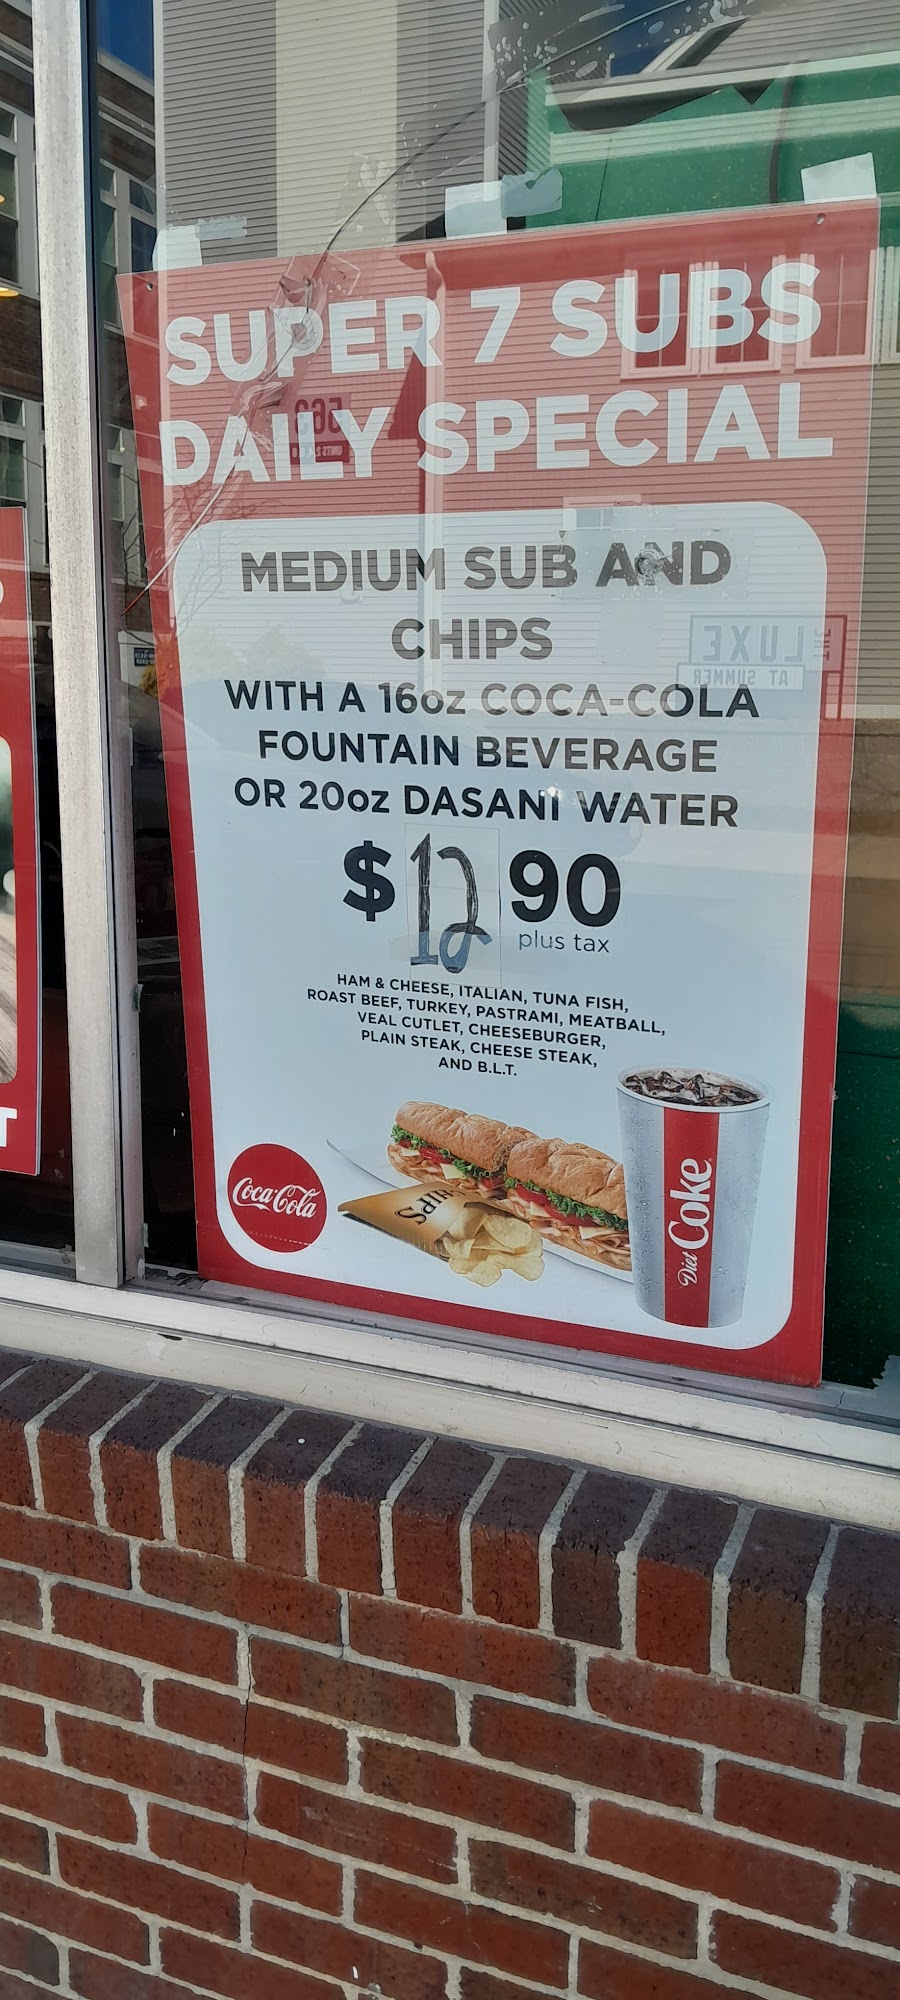 SUPER 7 SUBS
DAILY SPECIAL
MEDIUM SUB AND
CHIPS
WITH A 16oz COCA-COLA
FOUNTAIN BEVERAGE
OR 20oz DASANI WATER
$12 90
plus tax
HAM & CHEESE, ITALIAN, TUNA FISH,
ROAST BEEF, TURKEY, PASTRAMI, MEATBALL,
VEAL CUTLET, CHEESEBURGER,
PLAIN STEAK, CHEESE STEAK,
AND B.L.T.
Coca-Cola
CHIPS
Diet Coke
T
563
LUXE
AT SUMMER